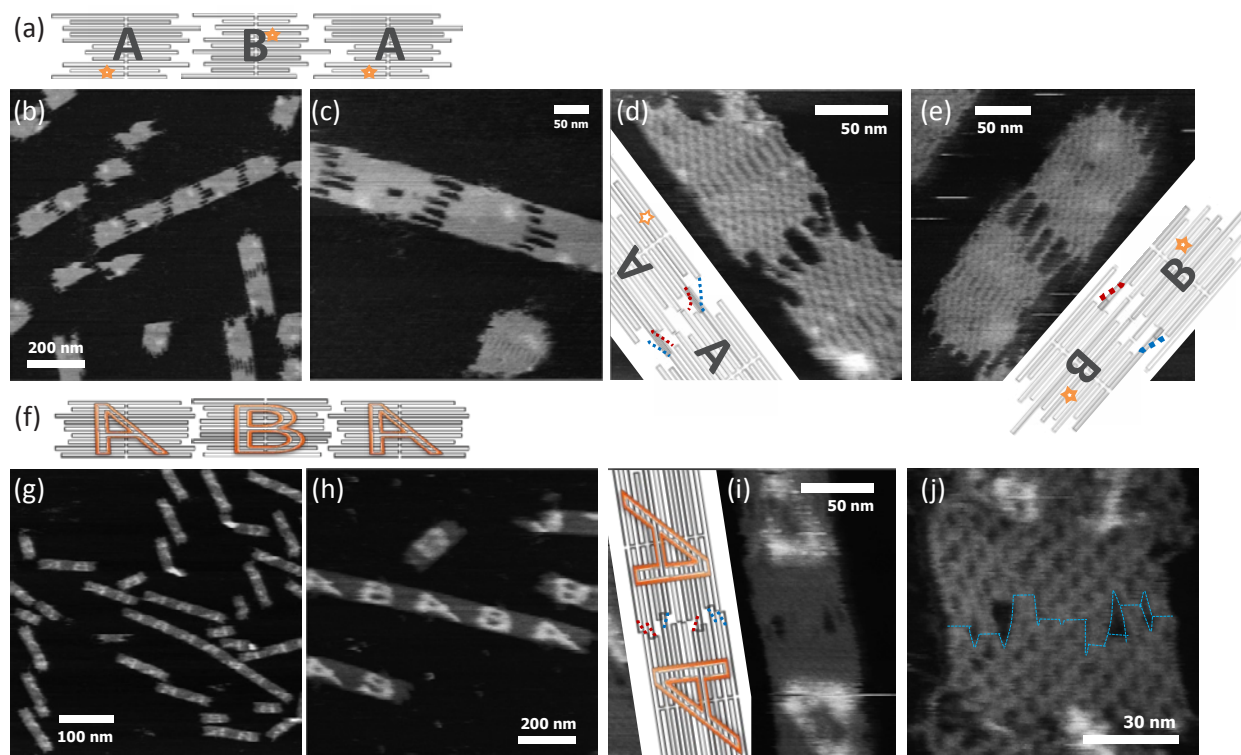 (a)
A B A
(b)
200 nm
(c)
50 nm
(d)
50 nm
A
A
(e)
50 nm
B
B
(f)
A B A
(g)
100 nm
(h)
A B A B A
B
B
A B
200 nm
(i)
50 nm
A
A
(j)
30 nm